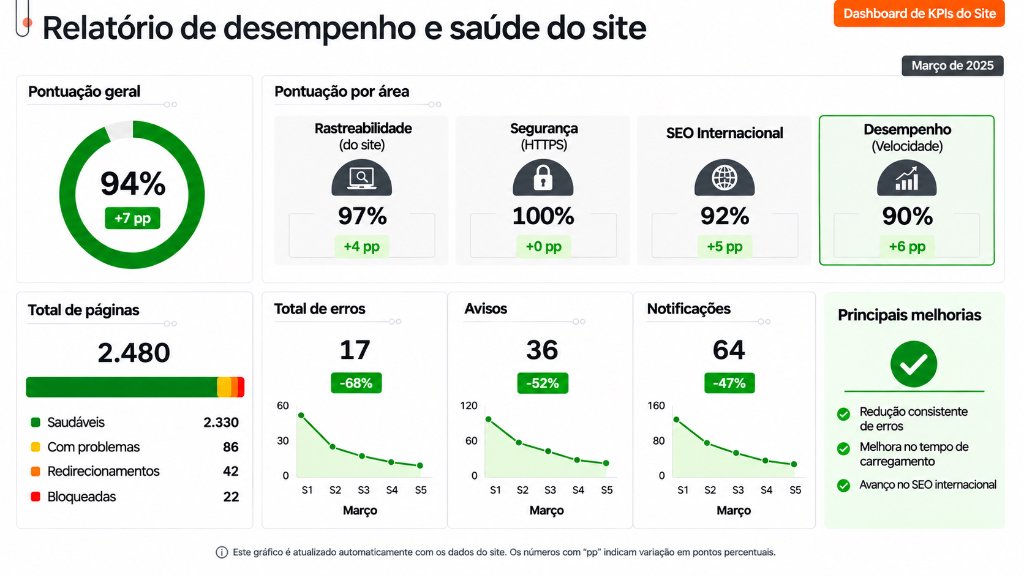 Relatório de desempenho e saúde do site
Dashboard de KPIs do Site
Março de 2025
Pontuação geral
94%
+7 pp
Pontuação por área
Rastreabilidade
(do site)
97%
+4 pp
Segurança
(HTTPS)
100%
+0 pp
SEO Internacional
92%
+5 pp
Desempenho
(Velocidade)
90%
+6 pp
Total de páginas
2.480
Saudáveis 2.330
Com problemas 86
Redirecionamentos 42
Bloqueadas 22
Total de erros
17
-68%
60
30
0
S1 S2 S3 S4 S5
Março
Avisos
36
-52%
120
60
0
S1 S2 S3 S4 S5
Março
Notificações
64
-47%
160
80
0
S1 S2 S3 S4 S5
Março
Principais melhorias
Redução consistente
de erros
Melhora no tempo de
carregamento
Avanço no SEO internacional
Este gráfico é atualizado automaticamente com os dados do site. Os números com “pp” indicam variação em pontos percentuais.